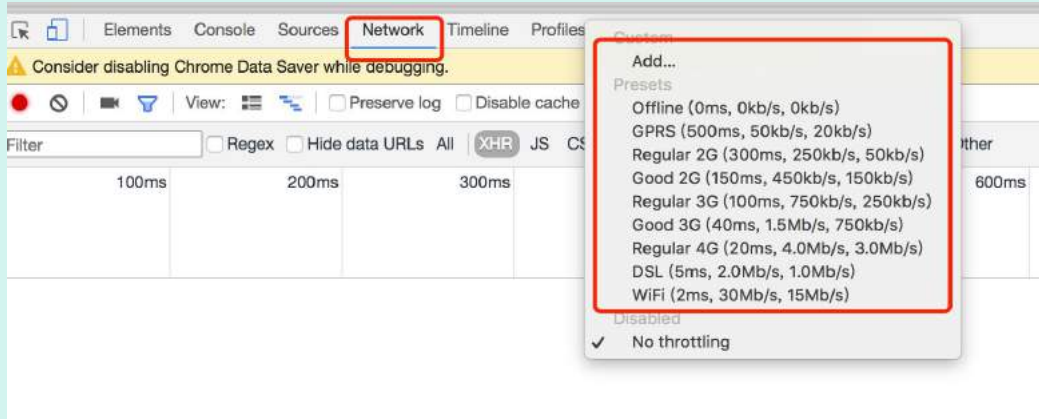 Elements Console Sources Network Timeline Profiles
Consider disabling Chrome Data Saver while debugging.
View: Preserve log Disable cache
Filter Regex Hide data URLs All XHR JS
100ms 200ms 300ms 600ms
Custom
Add...
Presets
Offline (0ms, 0kb/s, 0kb/s)
GPRS (500ms, 50kb/s, 20kb/s)
Regular 2G (300ms, 250kb/s, 50kb/s)
Good 2G (150ms, 450kb/s, 150kb/s)
Regular 3G (100ms, 750kb/s, 250kb/s)
Good 3G (40ms, 1.5Mb/s, 750kb/s)
Regular 4G (20ms, 4.0Mb/s, 3.0Mb/s)
DSL (5ms, 2.0Mb/s, 1.0Mb/s)
WiFi (2ms, 30Mb/s, 15Mb/s)
Disabled
No throttling